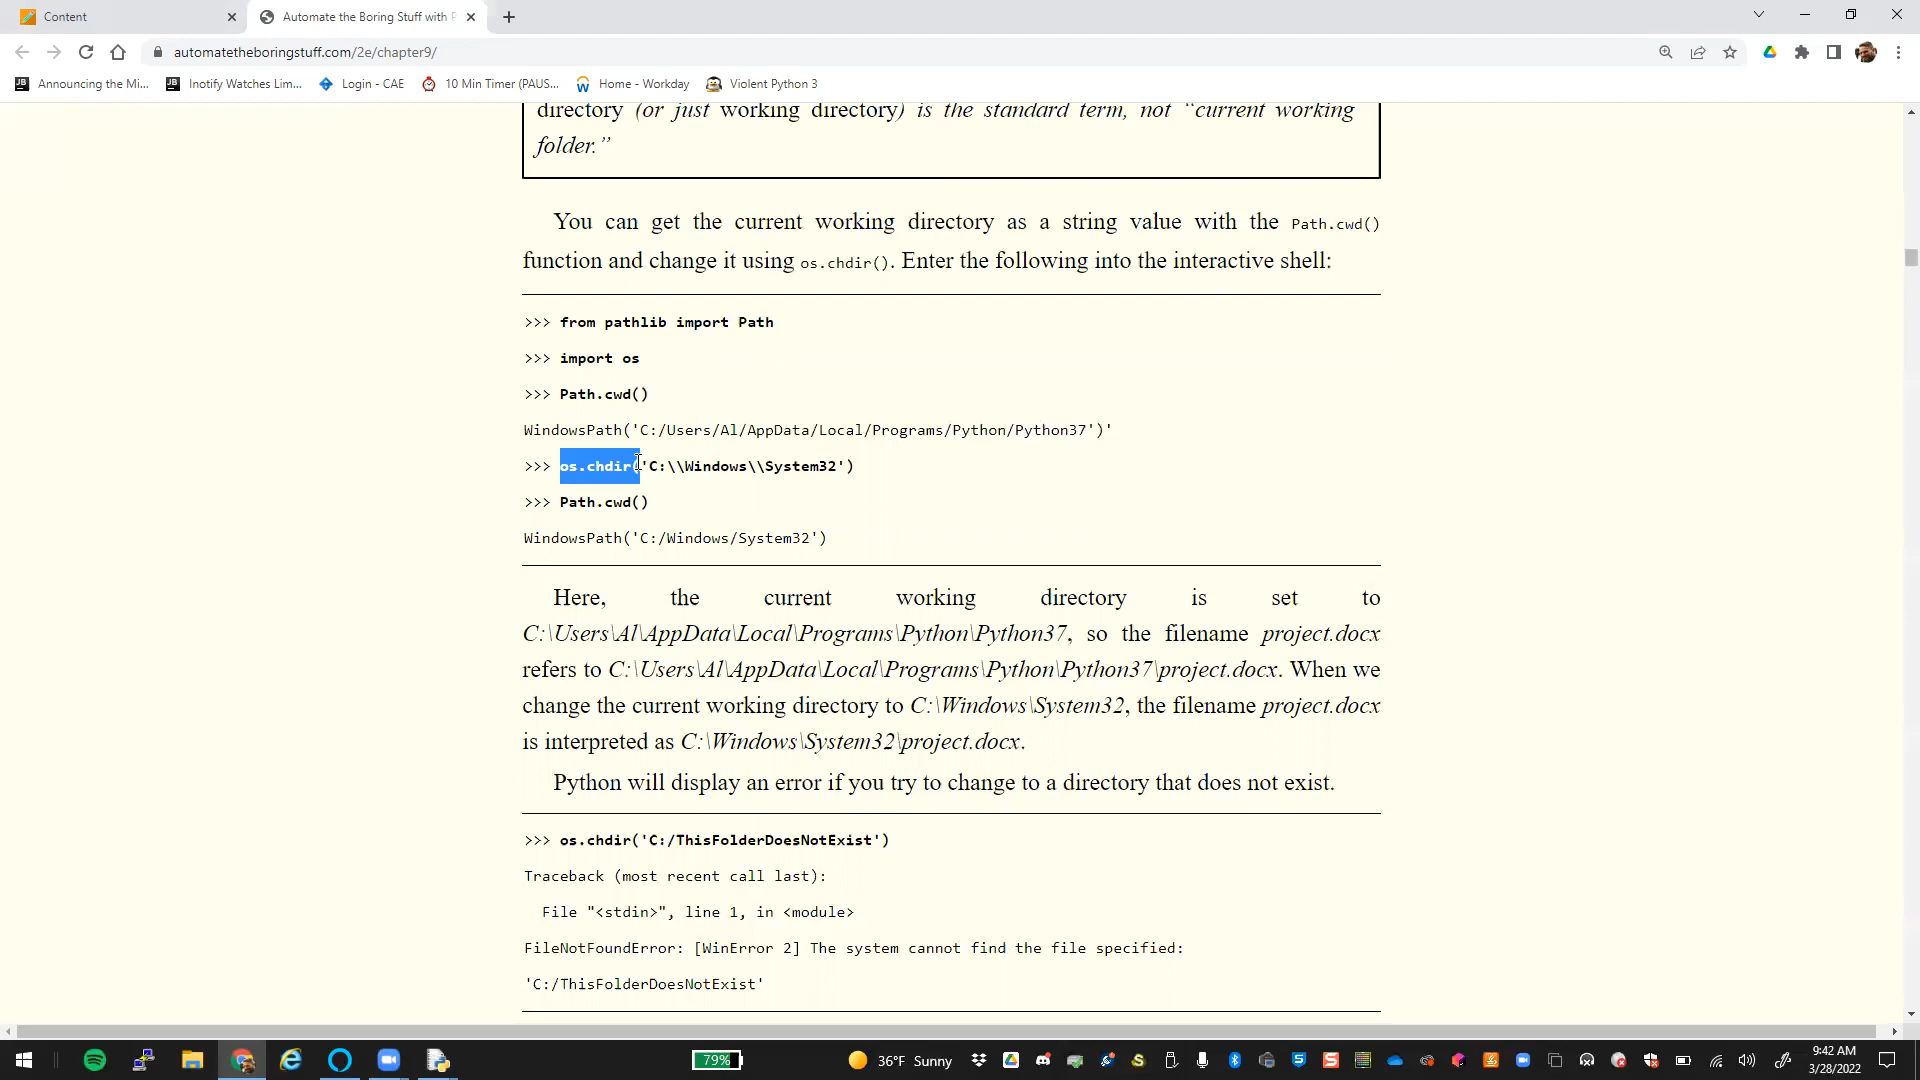 Content
Automate the Boring Stuff with P
automatetheboringstuff.com/2e/chapter9/
Announcing the Mi...
Inotify Watches Lim...
Login - CAE
10 Min Timer (PAUS...
Home - Workday
Violent Python 3
directory (or just working directory) is the standard term, not “current working
folder.”
You can get the current working directory as a string value with the Path.cwd()
function and change it using os.chdir(). Enter the following into the interactive shell:
>>> from pathlib import Path
>>> import os
>>> Path.cwd()
WindowsPath('C:/Users/Al/AppData/Local/Programs/Python/Python37')'
>>> os.chdir('C:\\Windows\\System32')
>>> Path.cwd()
WindowsPath('C:/Windows/System32')
Here, the current working directory is set to
C:\Users\Al\AppData\Local\Programs\Python\Python37, so the filename project.docx
refers to C:\Users\Al\AppData\Local\Programs\Python\Python37\project.docx. When we
change the current working directory to C:\Windows\System32, the filename project.docx
is interpreted as C:\Windows\System32\project.docx.
Python will display an error if you try to change to a directory that does not exist.
>>> os.chdir('C:/ThisFolderDoesNotExist')
Traceback (most recent call last):
File "<stdin>", line 1, in <module>
FileNotFoundError: [WinError 2] The system cannot find the file specified:
'C:/ThisFolderDoesNotExist'
79%
36°F Sunny
9:42 AM
3/28/2022